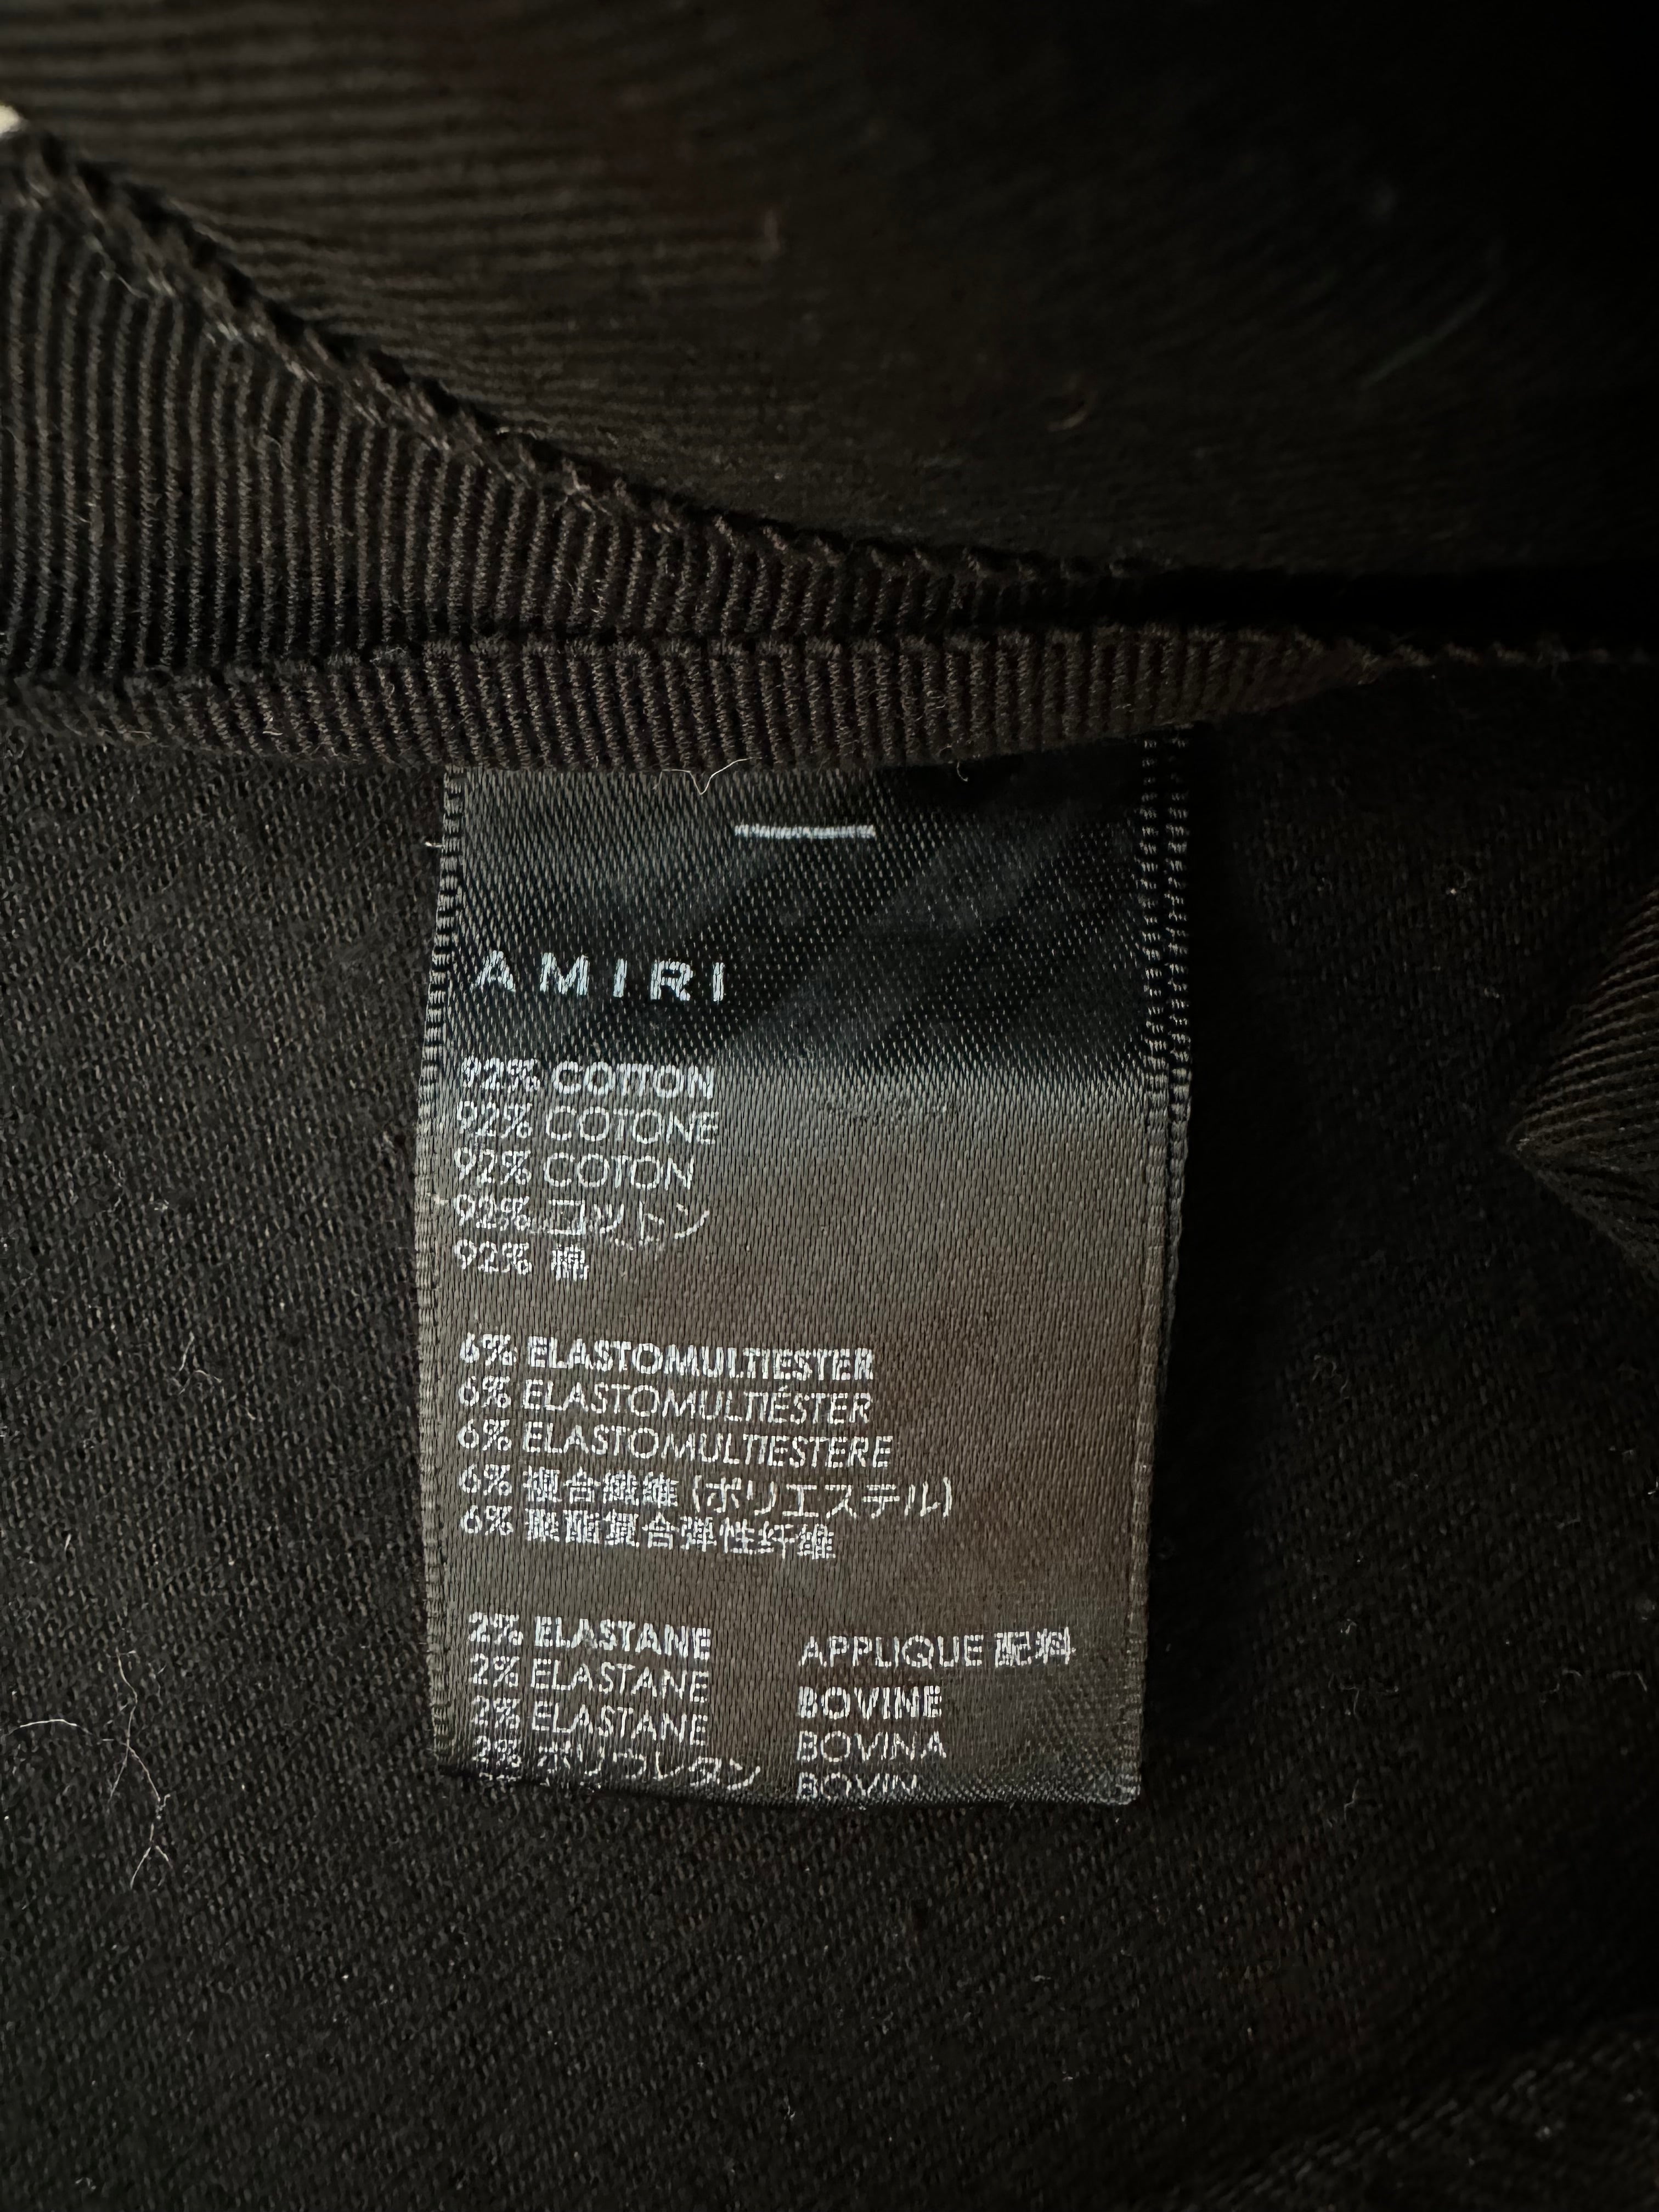 AMIRI
92% COTTON
92% COTONE
92% COTON
92% コットン
92% 棉
6% ELASTOMULTIESTER
6% ELASTOMULTIÉSTER
6% ELASTOMULTIESTERE
6% 複合繊維 (ポリエステル)
6% 聚酯复合弹性纤维
2% ELASTANE
2% ELASTANE
2% ELASTANE
2% ポリウレタン
APPLIQUE 配料
BOVINE
BOVINA
BOVIN